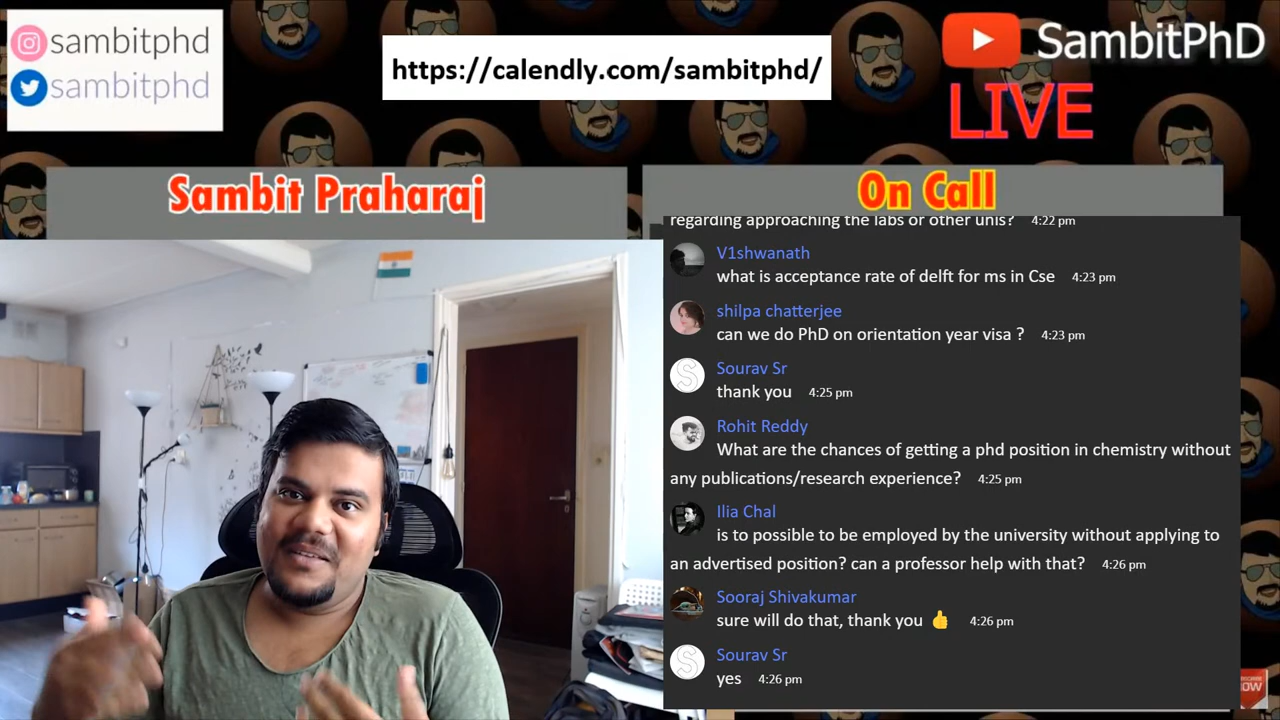 sambitphd
sambitphd
https://calendly.com/sambitphd/
SambitPhD
LIVE
Sambit Praharaj
On Call
regarding approaching the labs or other unis? 4:22 pm
V1shwanath
what is acceptance rate of delft for ms in Cse 4:23 pm
shilpa chatterjee
can we do PhD on orientation year visa ? 4:23 pm
Sourav Sr
thank you 4:25 pm
Rohit Reddy
What are the chances of getting a phd position in chemistry without
any publications/research experience? 4:25 pm
Ilia Chal
is to possible to be employed by the university without applying to
an advertised position? can a professor help with that? 4:26 pm
Sooraj Shivakumar
sure will do that, thank you 👍 4:26 pm
Sourav Sr
yes 4:26 pm